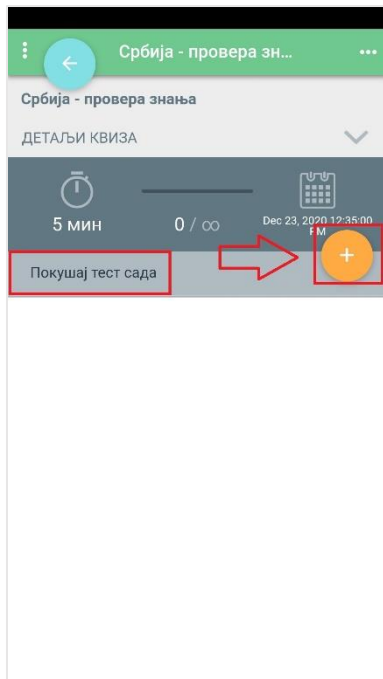 Србија - провера зн...
Србија - провера знања
ДЕТАЉИ КВИЗА
5 мин
0 / ∞
Dec 23, 2020 12:35:00
PM
Покушај тест сада